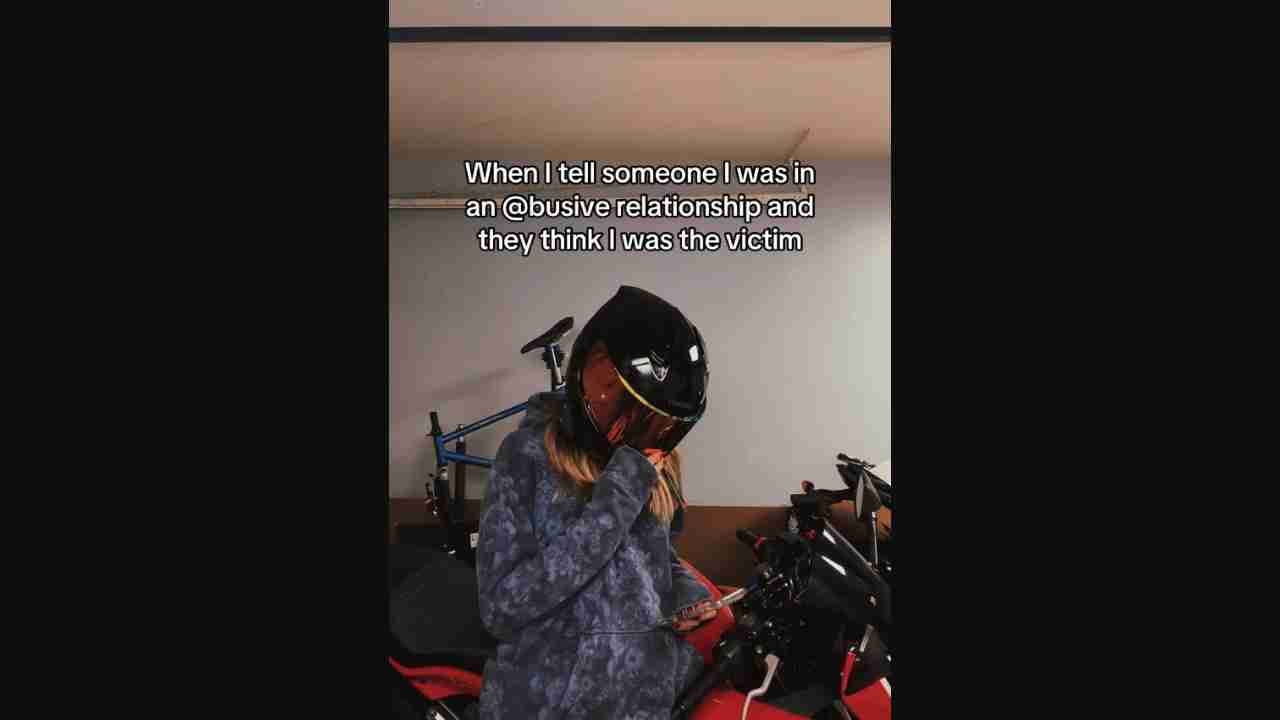 When I tell someone I was in
an @busive relationship and
they think I was the victim